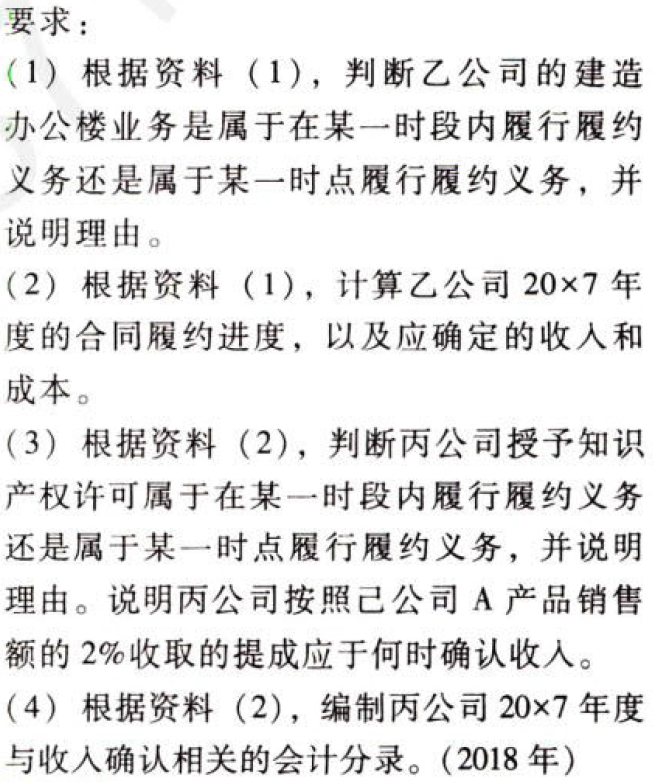 要求：
(1) 根据资料（1），判断乙公司的建造
办公楼业务是属于在某一时段内履行履约
义务还是属于某一时点履行履约义务，并
说明理由。
(2) 根据资料（1），计算乙公司 20×7 年
度的合同履约进度，以及应确定的收入和
成本。
(3) 根据资料（2），判断丙公司授予知识
产权许可属于在某一时段内履行履约义务
还是属于某一时点履行履约义务，并说明
理由。说明丙公司按照己公司 A 产品销售
额的 2%收取的提成应于何时确认收入。
(4) 根据资料（2），编制丙公司 20×7 年度
与收入确认相关的会计分录。(2018 年)